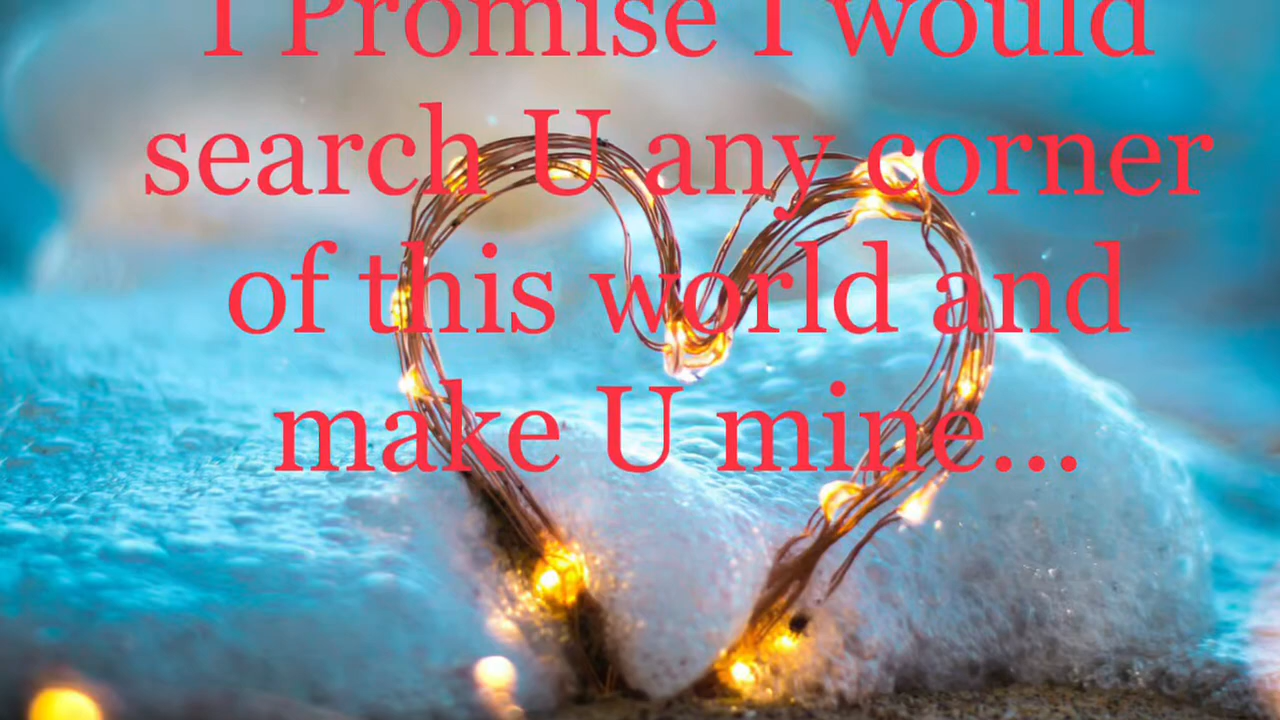 I Promise I would
search U any corner
of this world and
make U mine...